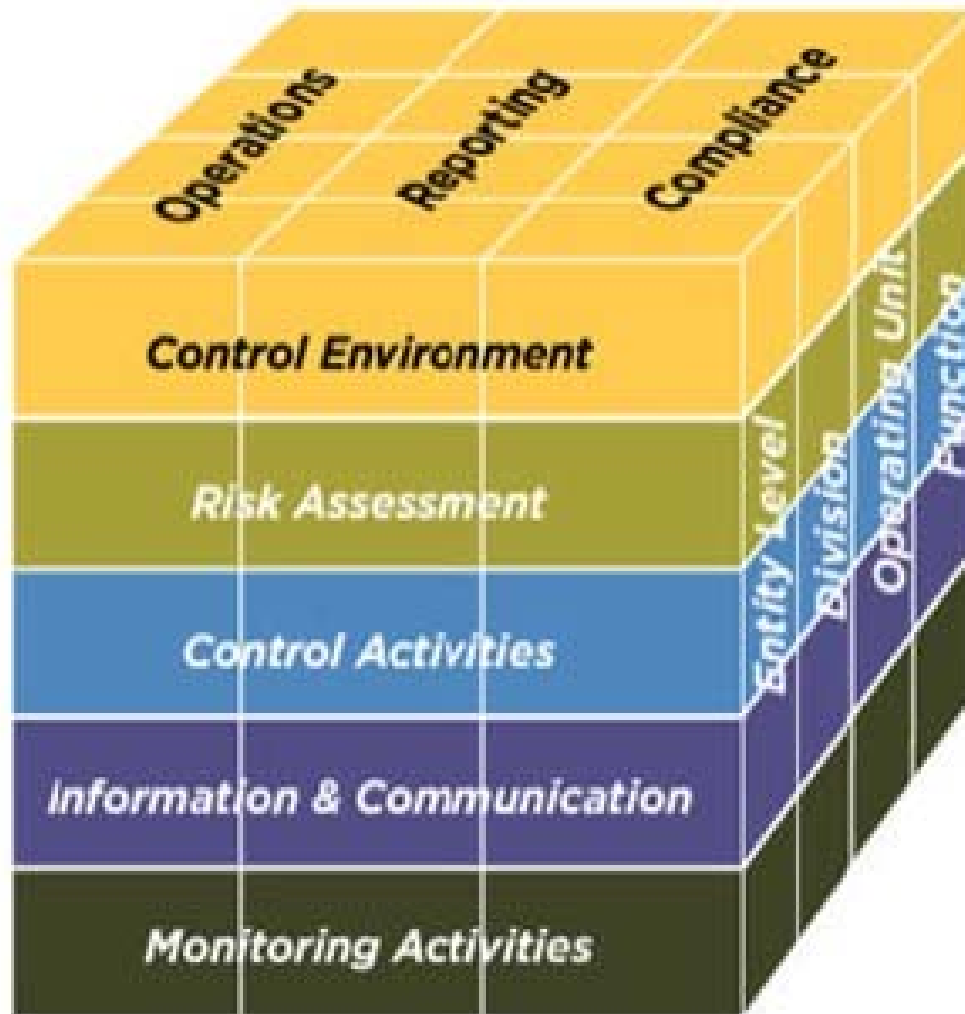 Operations
Reporting
Compliance
Control Environment
Risk Assessment
Control Activities
Information & Communication
Monitoring Activities
Entity Level
Division
Operating Unit
Function